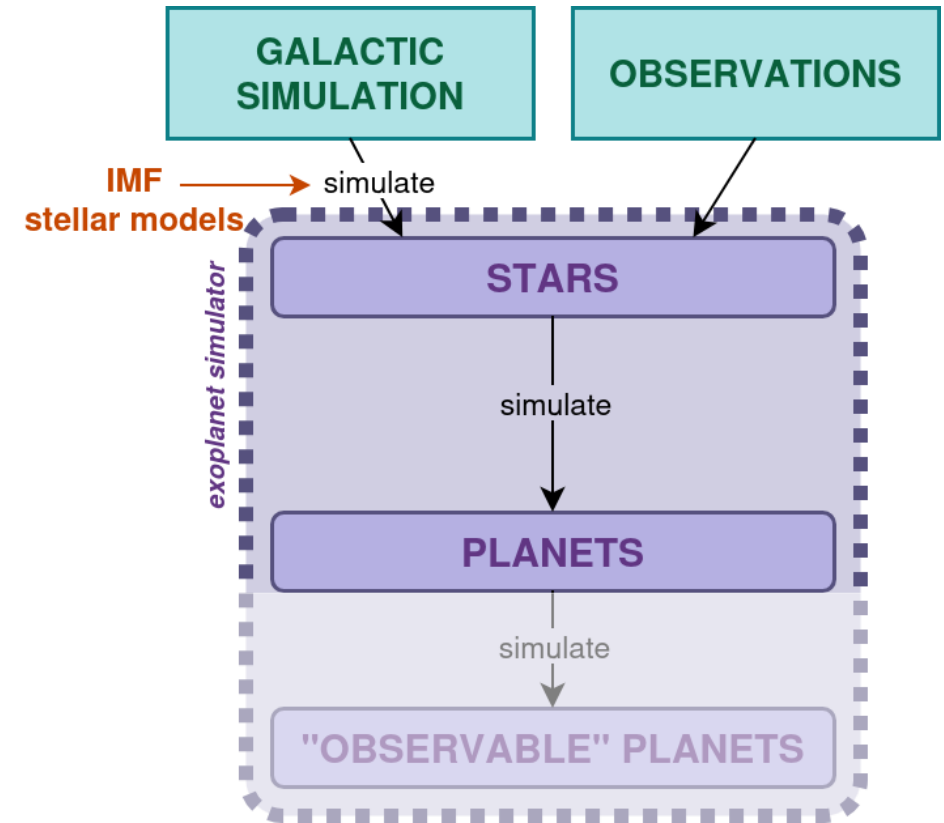 GALACTIC
SIMULATION
OBSERVATIONS
IMF
stellar models
simulate
exoplanet simulator
STARS
simulate
PLANETS
simulate
"OBSERVABLE" PLANETS